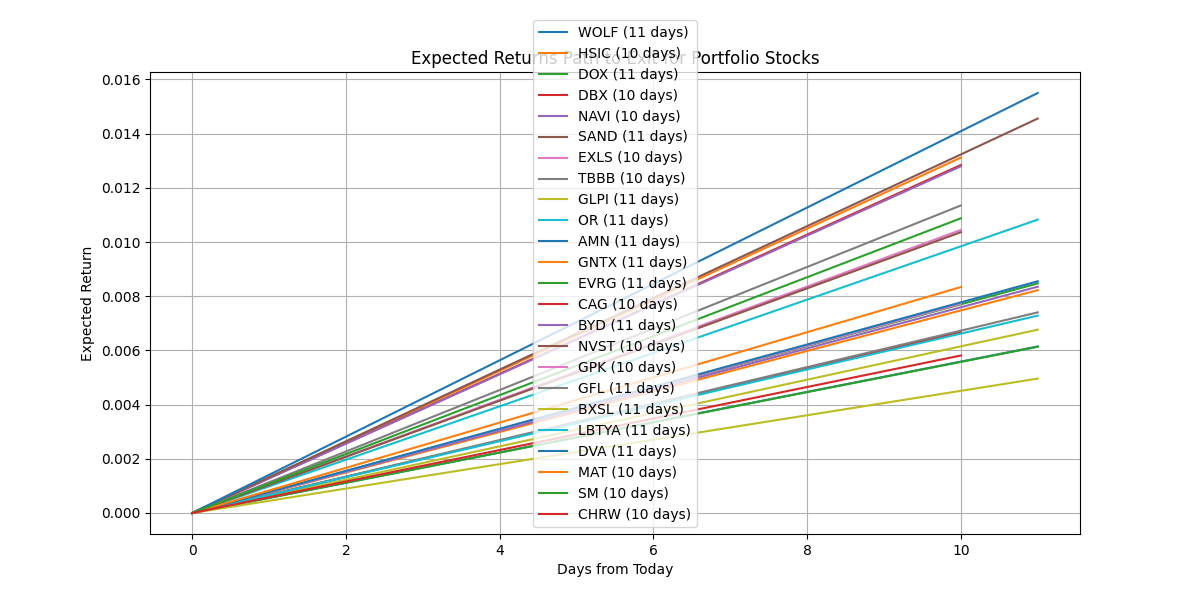 Expected Returns Path to Exit for Portfolio Stocks
WOLF (11 days)
HSIC (10 days)
DOX (11 days)
DBX (10 days)
NAVI (10 days)
SAND (11 days)
EXLS (10 days)
TBBB (10 days)
GLPI (11 days)
OR (11 days)
AMN (11 days)
GNTX (11 days)
EVRG (11 days)
CAG (10 days)
BYD (11 days)
NVST (10 days)
GPK (10 days)
GFL (11 days)
BXSL (11 days)
LBTYA (11 days)
DVA (11 days)
MAT (10 days)
SM (10 days)
CHRW (10 days)
Expected Return
0.016
0.014
0.012
0.010
0.008
0.006
0.004
0.002
0.000
0 2 4 6 8 10
Days from Today